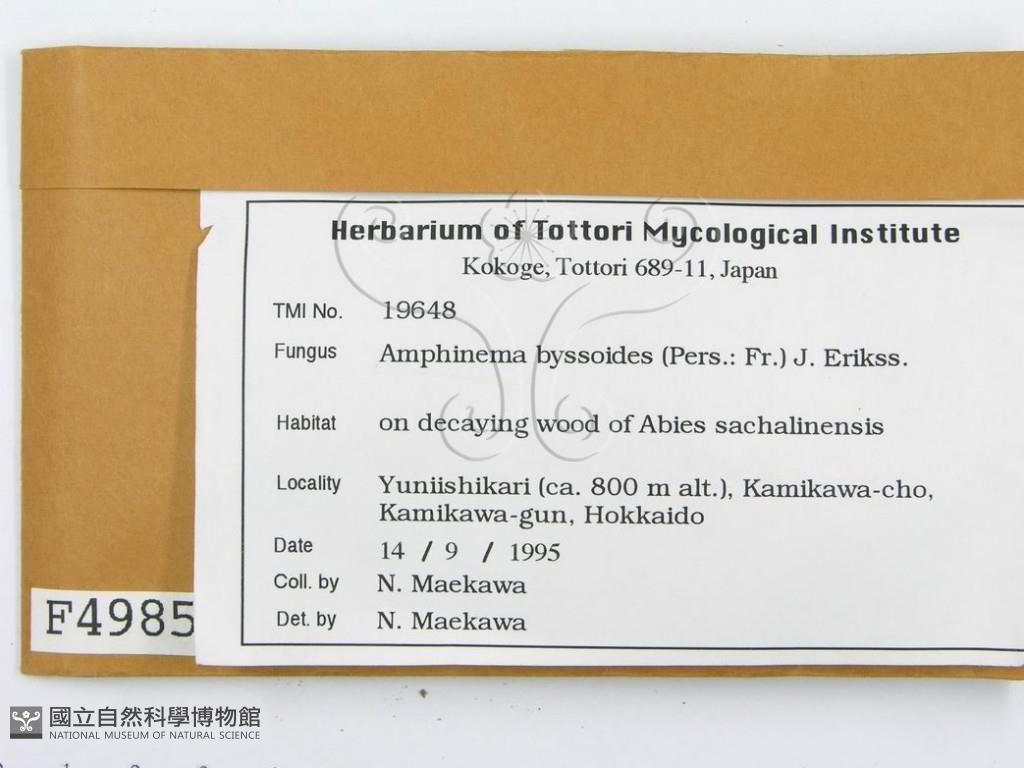 Herbarium of Tottori Mycological Institute
Kokoge, Tottori 689-11, Japan
TMI No. 19648
Fungus Amphinema byssoides (Pers.: Fr.) J. Erikss.
Habitat on decaying wood of Abies sachalinensis
Locality Yuniishikari (ca. 800 m alt.), Kamikawa-cho,
Kamikawa-gun, Hokkaido
Date 14 / 9 / 1995
Coll. by N. Maekawa
Det. by N. Maekawa
F4985
國立自然科學博物館
NATIONAL MUSEUM OF NATURAL SCIENCE